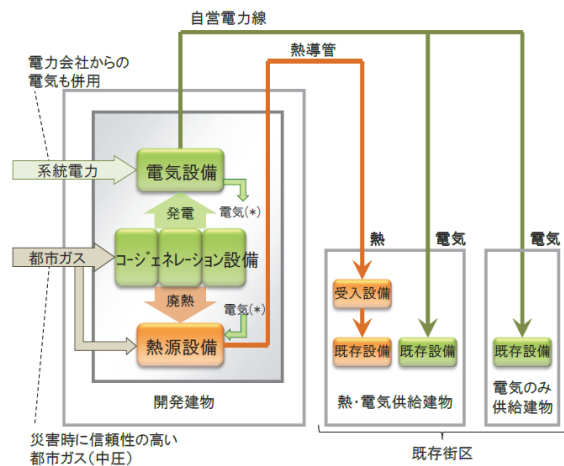 自営電力線
熱導管
電力会社からの
電気も併用
系統電力
電気設備
発電
電気(*)
都市ガス
コージェネレーション設備
廃熱
電気(*)
熱源設備
開発建物
熱
電気
電気
受入設備
既存設備
既存設備
既存設備
熱・電気供給建物
電気のみ
供給建物
既存街区
災害時に信頼性の高い
都市ガス(中圧)